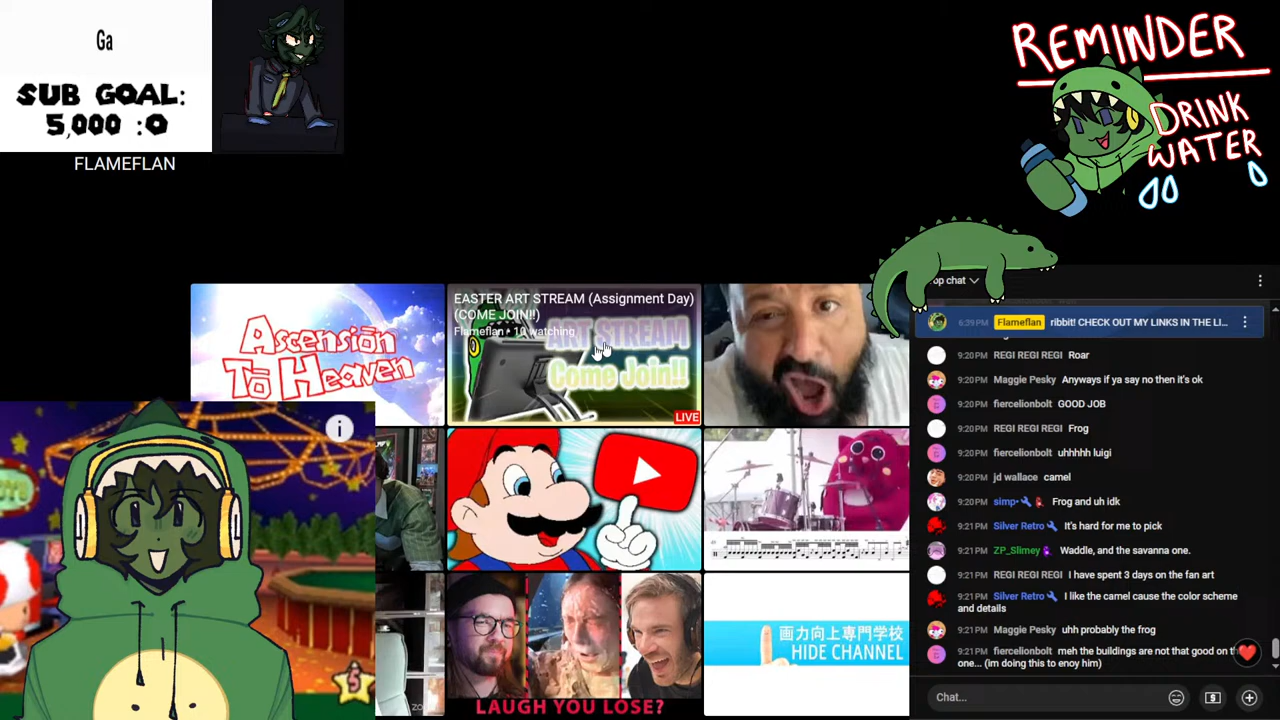 Ga
SUB GOAL:
5,000 :O
FLAMEFLAN
REMINDER
DRINK
WATER
Ascension
To Heaven
EASTER ART STREAM (Assignment Day)
(COME JOIN!!)
Flameflan • 10 watching
ART STREAM
Come Join!!
LIVE
i
LAUGH YOU LOSE?
画力向上専門学校
HIDE CHANNEL
op chat
6:39 PM Flameflan ribbit! CHECK OUT MY LINKS IN THE LI...
9:20 PM REGI REGI REGI Roar
9:20 PM Maggie Pesky Anyways if ya say no then it's ok
9:20 PM fiercelionbolt GOOD JOB
9:20 PM REGI REGI REGI Frog
9:20 PM fiercelionbolt uhhhhh luigi
9:20 PM jd wallace camel
9:20 PM simp• Frog and uh idk
9:21 PM Silver Retro It's hard for me to pick
9:21 PM ZP_Slimey Waddle, and the savanna one.
9:21 PM REGI REGI REGI I have spent 3 days on the fan art
9:21 PM Silver Retro I like the camel cause the color scheme
and details
9:21 PM Maggie Pesky uhh probably the frog
9:21 PM fiercelionbolt meh the buildings are not that good on th
one... (im doing this to enoy him)
Chat...